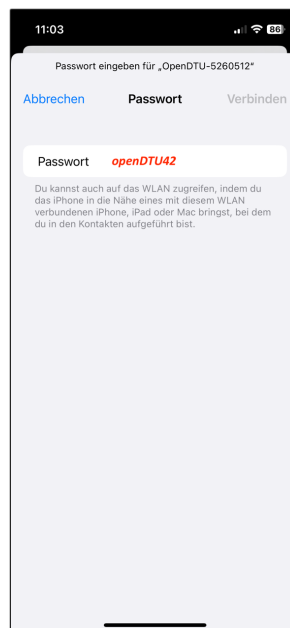 11:03
86
Passwort eingeben für „OpenDTU-5260512“
Abbrechen Passwort Verbinden
Passwort openDTU42
Du kannst auch auf das WLAN zugreifen, indem du
das iPhone in die Nähe eines mit diesem WLAN
verbundenen iPhone, iPad oder Mac bringst, bei dem
du in den Kontakten aufgeführt bist.